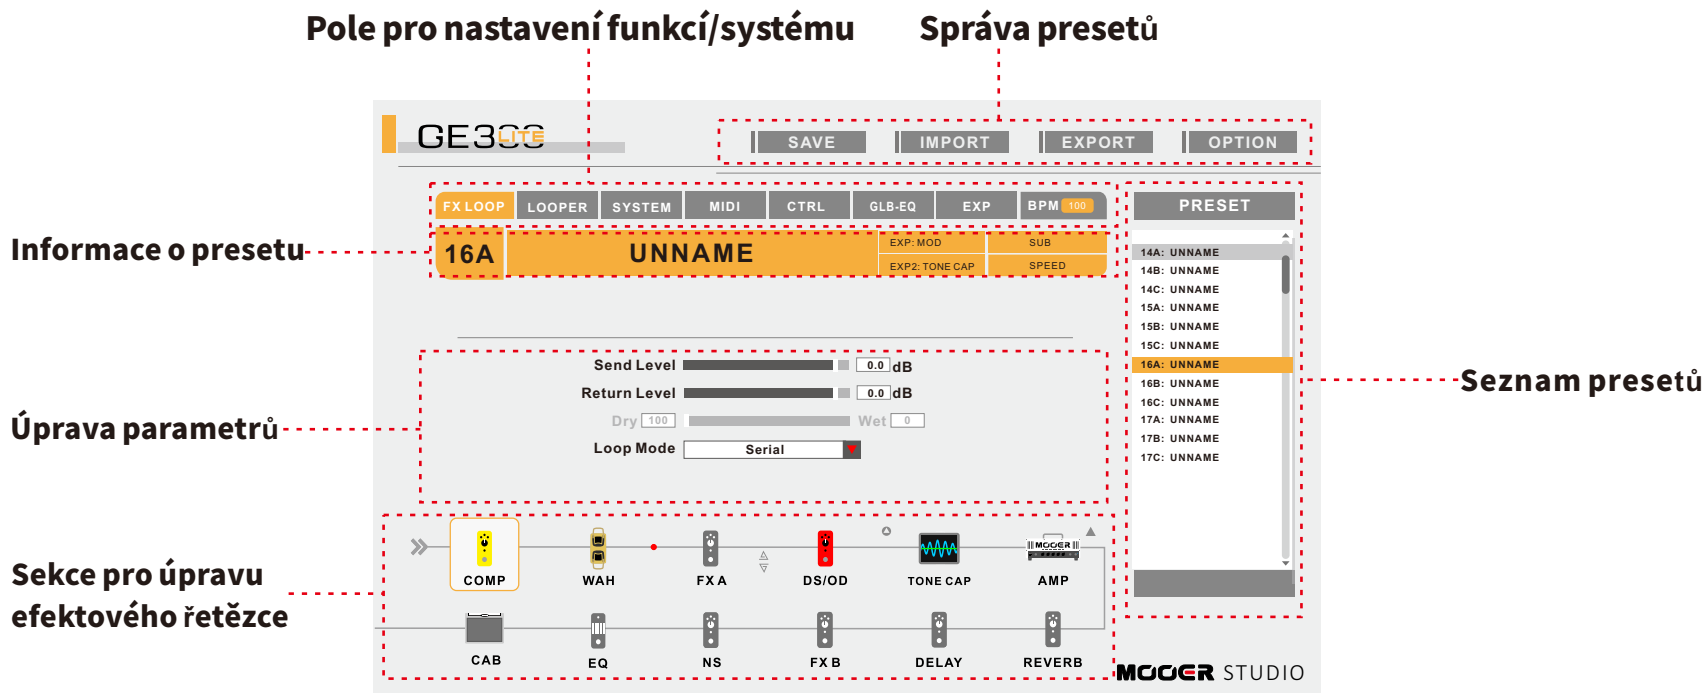 Pole pro nastavení funkcí/systému
Správa presetů
GE300 LITE
SAVE
IMPORT
EXPORT
OPTION
FX LOOP
LOOPER
SYSTEM
MIDI
CTRL
GLB-EQ
EXP
BPM 100
PRESET
Informace o presetu
16A
UNNAME
EXP: MOD
SUB
EXP2: TONE CAP
SPEED
14A: UNNAME
14B: UNNAME
14C: UNNAME
15A: UNNAME
15B: UNNAME
15C: UNNAME
16A: UNNAME
16B: UNNAME
16C: UNNAME
17A: UNNAME
17B: UNNAME
17C: UNNAME
Seznam presetů
Úprava parametrů
Send Level 0.0 dB
Return Level 0.0 dB
Dry 100 Wet 0
Loop Mode Serial
Sekce pro úpravu
efektového řetězce
MOOER
COMP
WAH
FX A
DS/OD
TONE CAP
AMP
CAB
EQ
NS
FX B
DELAY
REVERB
MOOER STUDIO